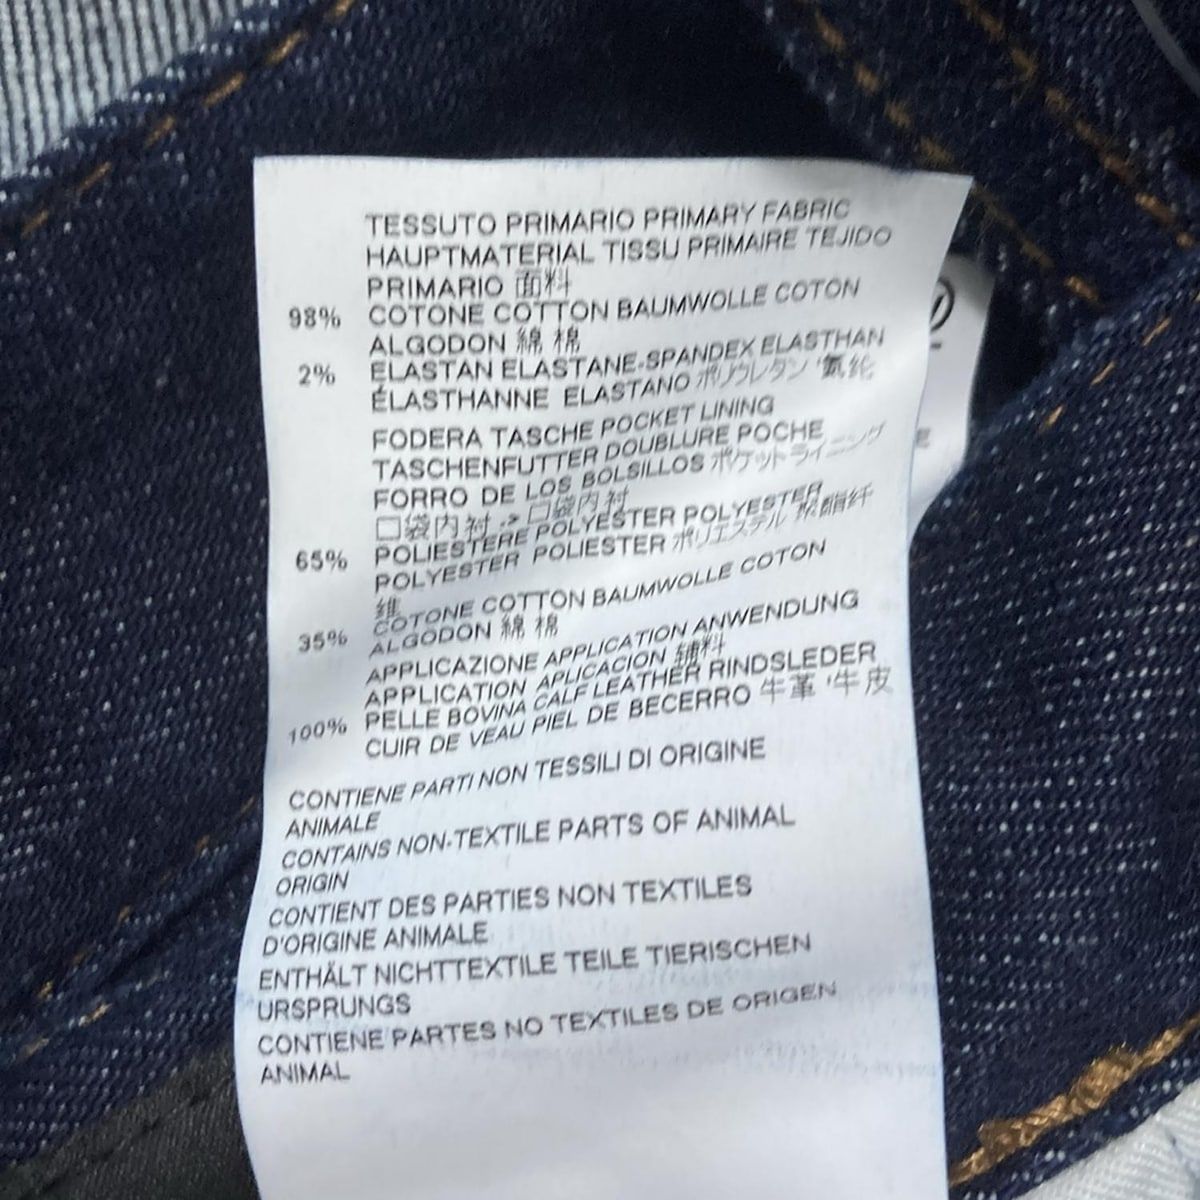 TESSUTO PRIMARIO PRIMARY FABRIC
HAUPTMATERIAL TISSU PRIMAIRE TEJIDO
PRIMARIO 面料
98% COTONE COTTON BAUMWOLLE COTON
ALGODON 綿 棉
2% ELASTAN ELASTANE-SPANDEX ELASTHAN
ÉLASTHANNE ELASTANO ポリウレタン '氨纶
FODERA TASCHE POCKET LINING
TASCHENFUTTER DOUBLURE POCHE
FORRO DE LOS BOLSILLOS ポケットライニング
口袋内衬 -> 口袋内衬
65% POLIESTERE POLYESTER POLYESTER
POLYESTER POLIESTER ポリエステル 聚酯纤
维
35% COTONE COTTON BAUMWOLLE COTON
ALGODON 綿 棉
APPLICAZIONE APPLICATION ANWENDUNG
APPLICATION APLICACION 辅料
100% PELLE BOVINA CALF LEATHER RINDSLEDER
CUIR DE VEAU PIEL DE BECERRO 牛革 '牛皮
CONTIENE PARTI NON TESSILI DI ORIGINE
ANIMALE
CONTAINS NON-TEXTILE PARTS OF ANIMAL
ORIGIN
CONTIENT DES PARTIES NON TEXTILES
D'ORIGINE ANIMALE
ENTHÄLT NICHTTEXTILE TEILE TIERISCHEN
URSPRUNGS
CONTIENE PARTES NO TEXTILES DE ORIGEN
ANIMAL